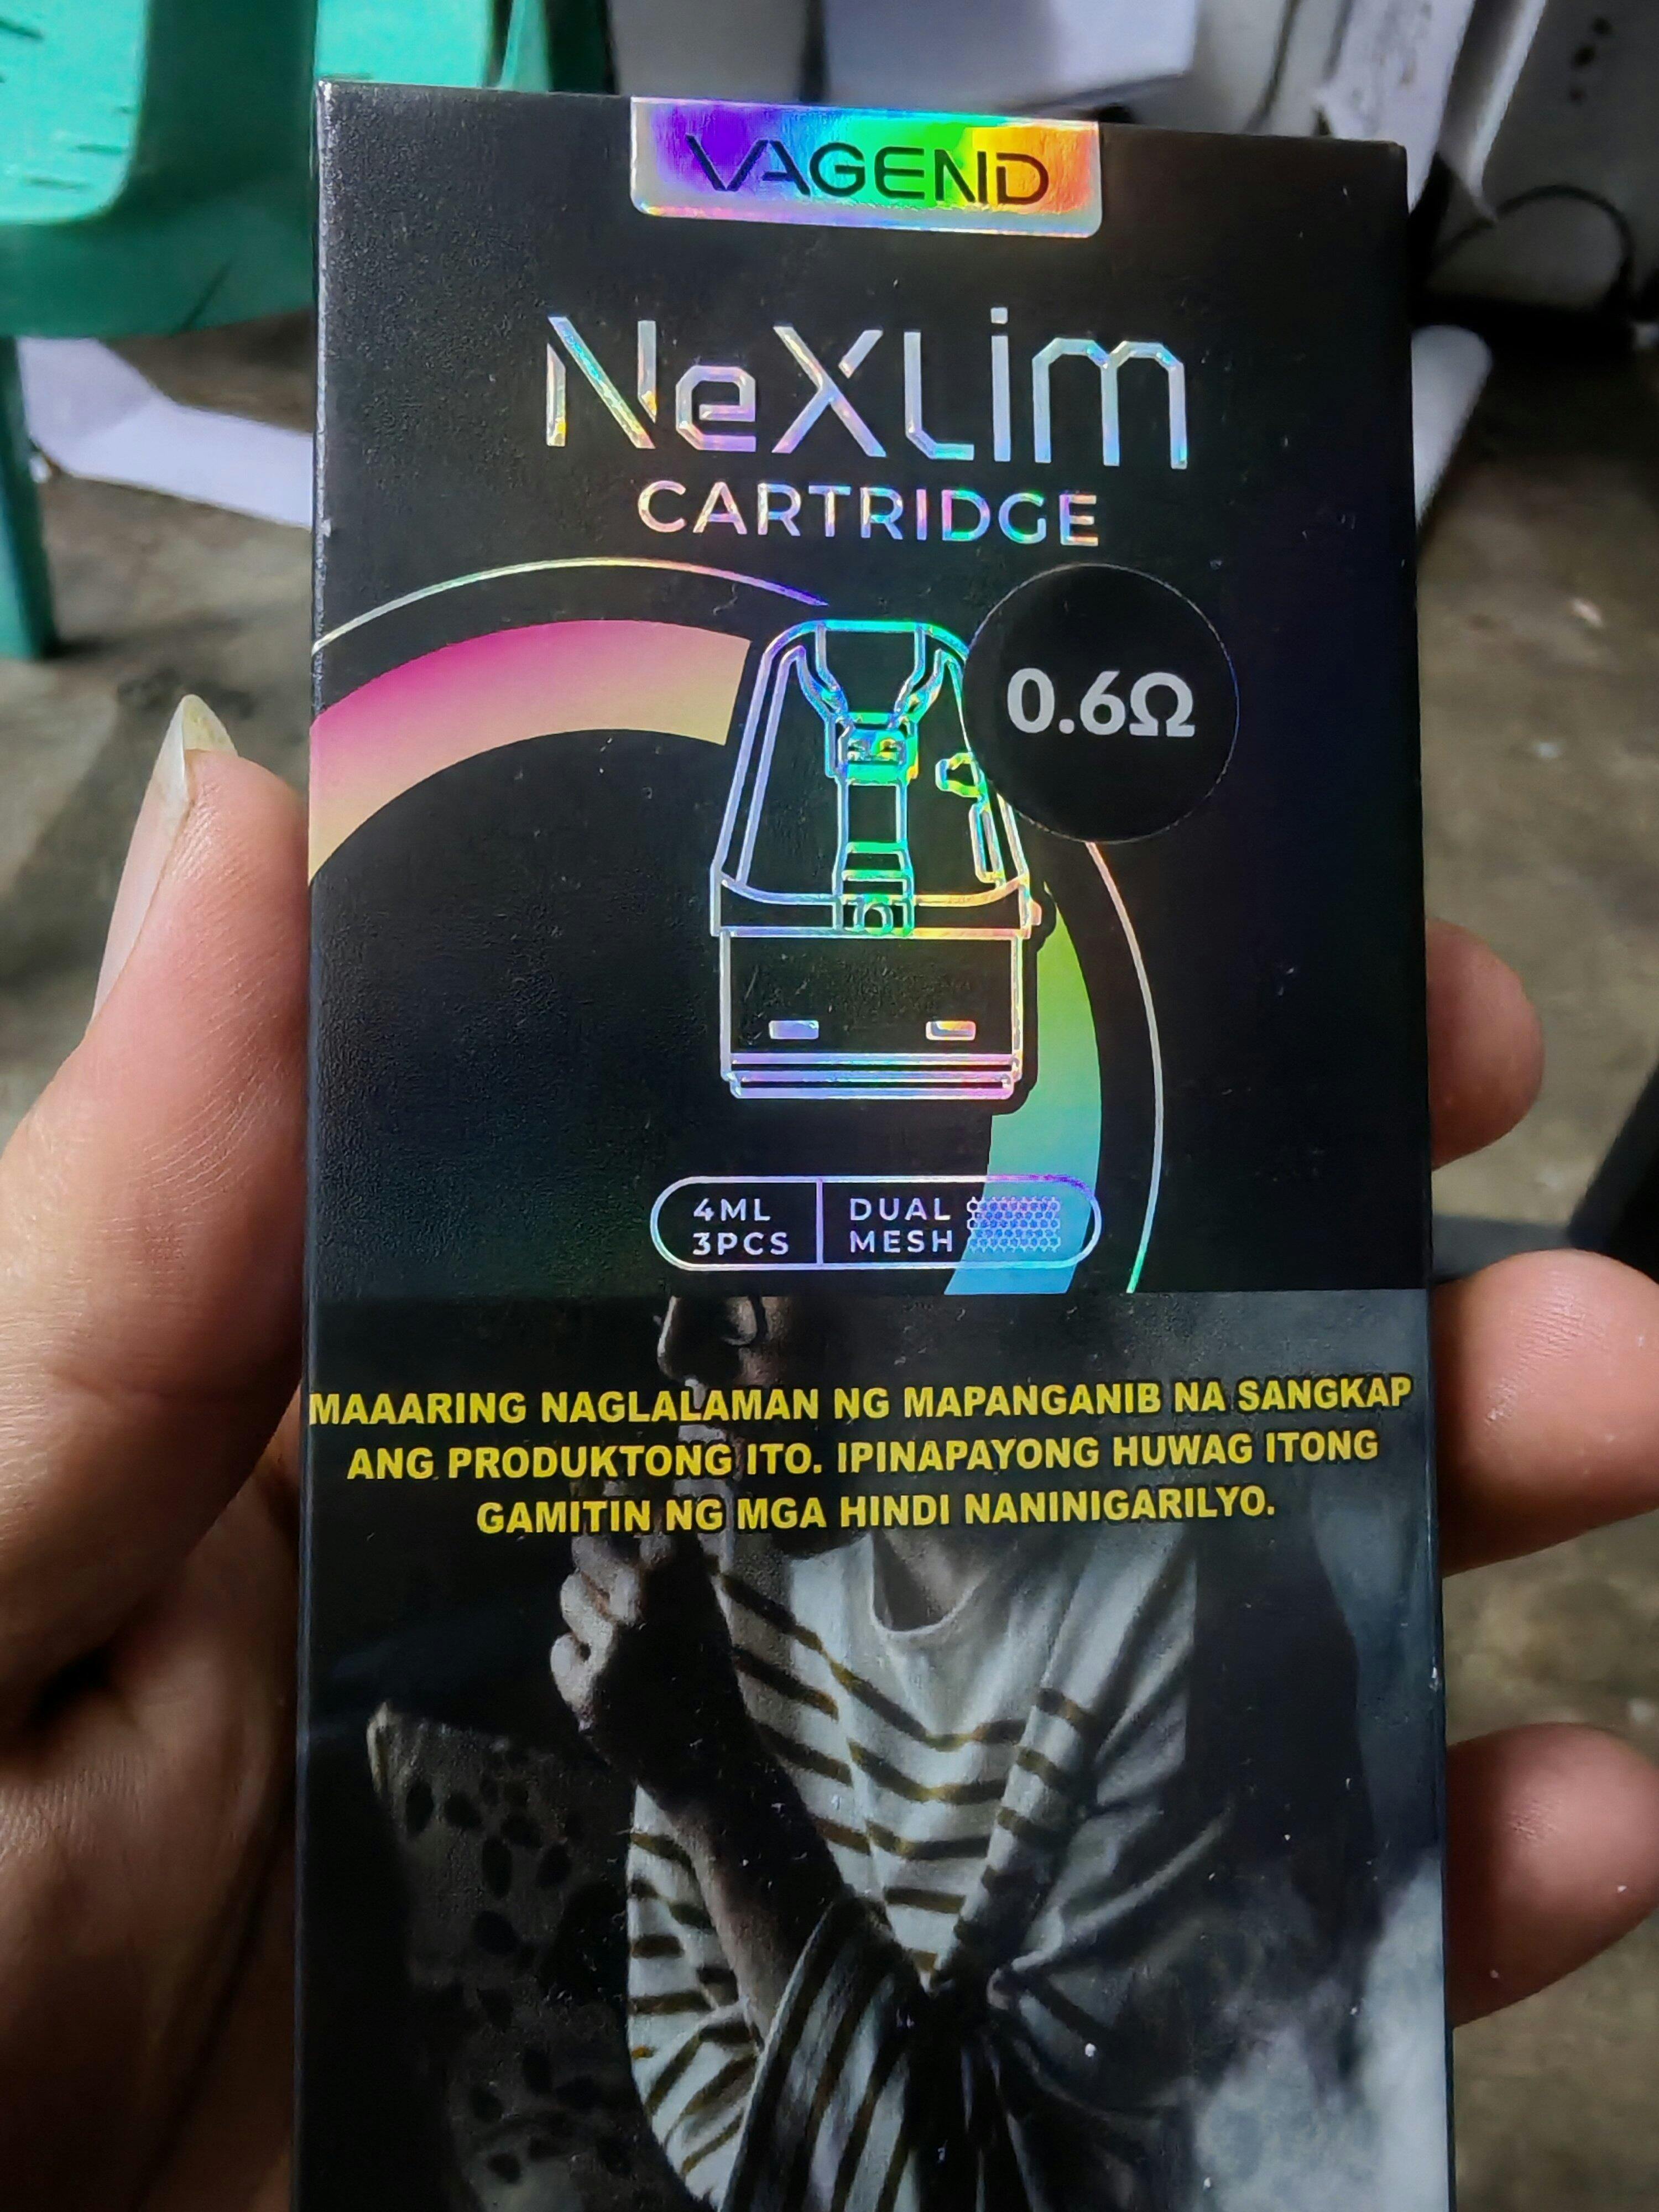 VAGEND
NeXLim
CARTRIDGE
0.6Ω
4ML
3PCS
DUAL
MESH
MAAARING NAGLALAMAN NG MAPANGANIB NA SANGKAP
ANG PRODUKTONG ITO. IPINAPAYONG HUWAG ITONG
GAMITIN NG MGA HINDI NANINIGARILYO.